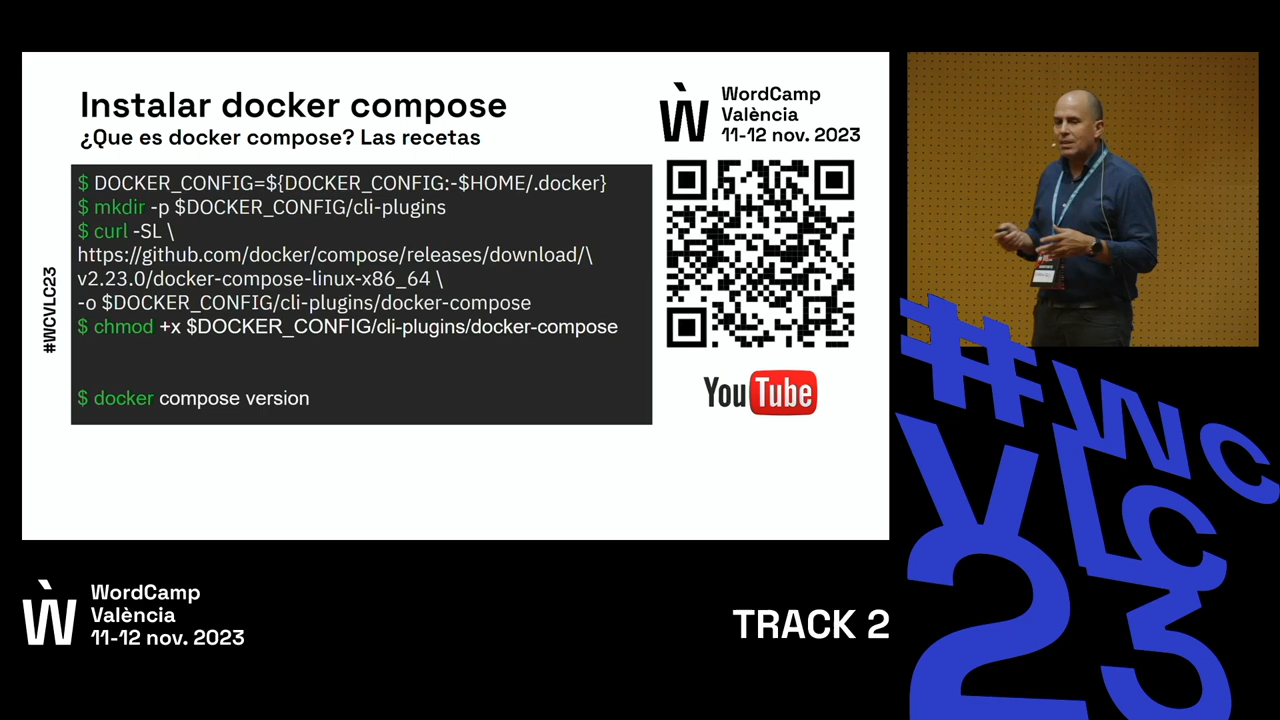 Instalar docker compose
¿Que es docker compose? Las recetas
$ DOCKER_CONFIG=${DOCKER_CONFIG:-$HOME/.docker}
$ mkdir -p $DOCKER_CONFIG/cli-plugins
$ curl -SL \
https://github.com/docker/compose/releases/download/\
v2.23.0/docker-compose-linux-x86_64 \
-o $DOCKER_CONFIG/cli-plugins/docker-compose
$ chmod +x $DOCKER_CONFIG/cli-plugins/docker-compose
$ docker compose version
#WCVLC23
Ẁ
WordCamp
València
11-12 nov. 2023
YouTube
Ẁ
WordCamp
València
11-12 nov. 2023
TRACK 2
#WC
VLC
23